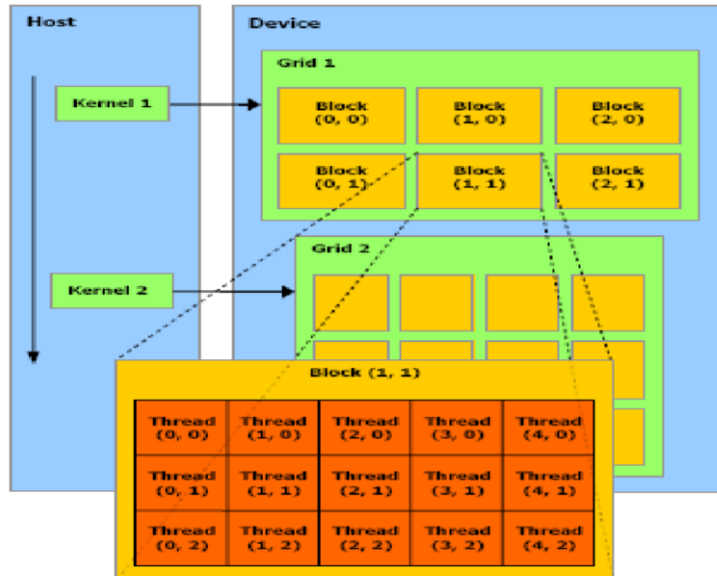 Host
Device
Grid 1
Kernel 1
Block Block Block
(0, 0) (1, 0) (2, 0)
Block Block Block
(0, 1) (1, 1) (2, 1)
Grid 2
Kernel 2
Block (1, 1)
Thread Thread Thread Thread Thread
(0, 0) (1, 0) (2, 0) (3, 0) (4, 0)
Thread Thread Thread Thread Thread
(0, 1) (1, 1) (2, 1) (3, 1) (4, 1)
Thread Thread Thread Thread Thread
(0, 2) (1, 2) (2, 2) (3, 2) (4, 2)